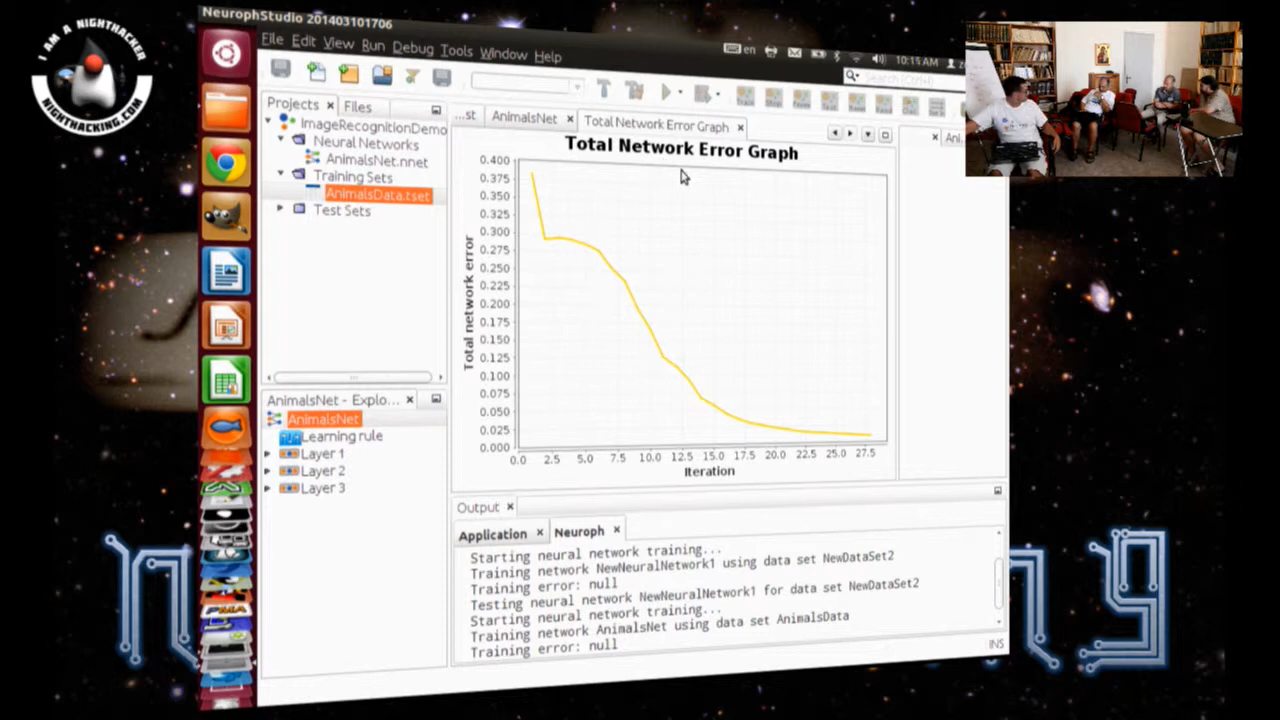 I AM A NIGHTHACKER
NIGHTHACKING.COM
NeurophStudio 201403101706
File Edit View Run Debug Tools Window Help
en
10:15 AM
Projects
Files
ImageRecognitionDemo
Neural Networks
AnimalsNet.nnet
Training Sets
AnimalsData.tset
Test Sets
AnimalsNet - Explo...
AnimalsNet
Learning rule
Layer 1
Layer 2
Layer 3
...st
AnimalsNet
Total Network Error Graph
Ani...
Total Network Error Graph
Total network error
0.400
0.375
0.350
0.325
0.300
0.275
0.250
0.225
0.200
0.175
0.150
0.125
0.100
0.075
0.050
0.025
0.000
0.0 2.5 5.0 7.5 10.0 12.5 15.0 17.5 20.0 22.5 25.0 27.5
Iteration
Output
Application
Neuroph
Starting neural network training...
Training network NewNeuralNetwork1 using data set NewDataSet2
Training error: null
Testing neural network NewNeuralNetwork1 for data set NewDataSet2
Starting neural network training...
Training network AnimalsNet using data set AnimalsData
Training error: null
INS
PMA